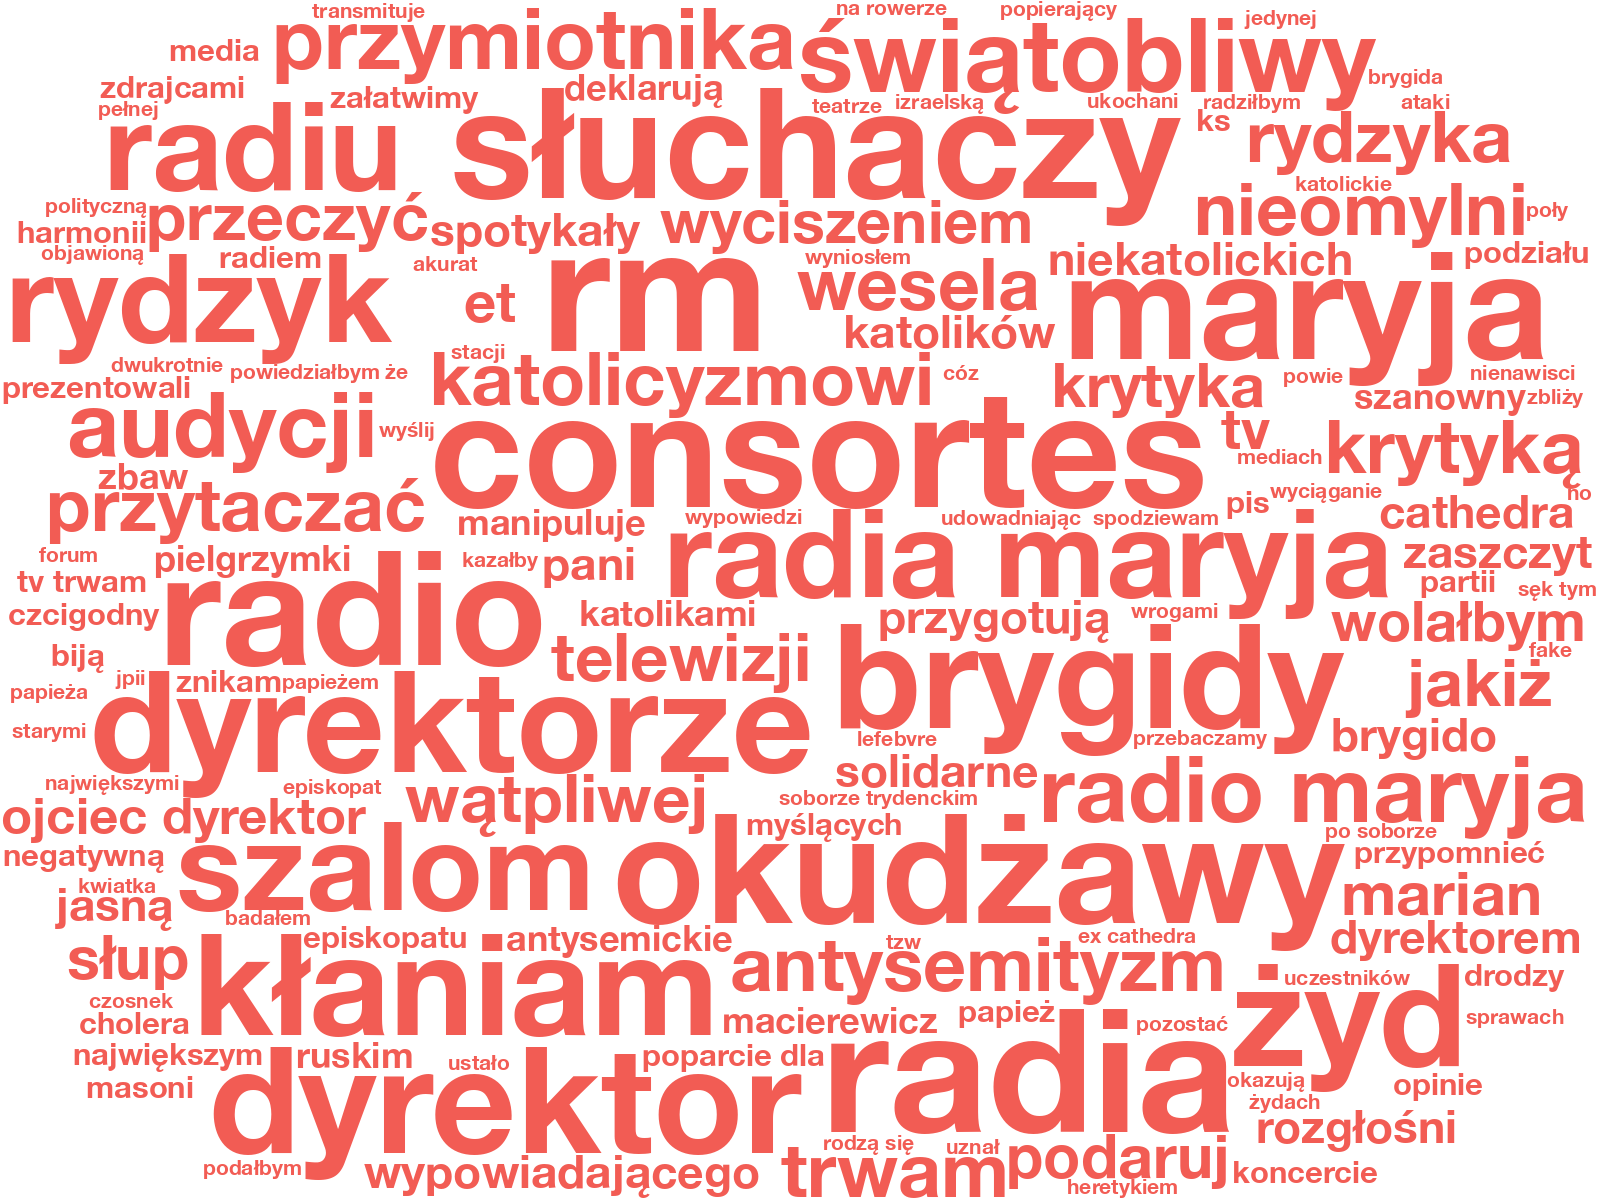 transmituje
na rowerze
popierający
jedynej
media
przymiotnika
świątobliwy
brygida
zdrajcami
załatwimy
deklarują
teatrze
izraelską
ukochani
radziłbym
ataki
pełnej
radiu
słuchaczy
ks
rydzyka
katolickie
polityczną
przeczyć
spotykały
wyciszeniem
nieomylni
poły
harmonii
objawioną
radiem
akurat
wyniosłem
niekatolickich
podziału
rydzyk
et
rm
wesela
maryja
katolików
stacji
dwukrotnie
powiedziałbym że
katolicyzmowi
cóz
krytyka
powie
nienawisci
prezentowali
szanowny
zbliży
audycji
wyślij
consortes
tv
krytyką
mediach
zbaw
przytaczać
pis
wyciąganie
no
manipuluje
wypowiedzi
udowadniając
spodziewam
cathedra
forum
pielgrzymki
kazałby
pani
radia maryja
zaszczyt
tv trwam
radio
partii
sęk tym
czcigodny
katolikami
przygotują
wrogami
wolałbym
biją
telewizji
brygidy
fake
jpii
znikam
papieżem
jakiż
papieża
dyrektorze
starymi
lefebvre
przebaczamy
brygido
największymi
episkopat
wątpliwej
solidarne
radio maryja
soborze trydenckim
ojciec dyrektor
myślących
po soborze
negatywną
szalom
okudżawy
przypomnieć
kwiatka
jasną
marian
badałem
słup
kłaniam
episkopatu
antysemickie
tzw
ex cathedra
dyrektorem
antysemityzm
żyd
uczestników
drodzy
czosnek
cholera
macierewicz
papież
pozostać
sprawach
największym
ruskim
ustało
poparcie dla
radia
masoni
dyrektor
okazują
opinie
żydach
rozgłośni
rodzą się
uznał
podałbym
wypowiadającego
trwam
podaruj
koncercie
heretykiem